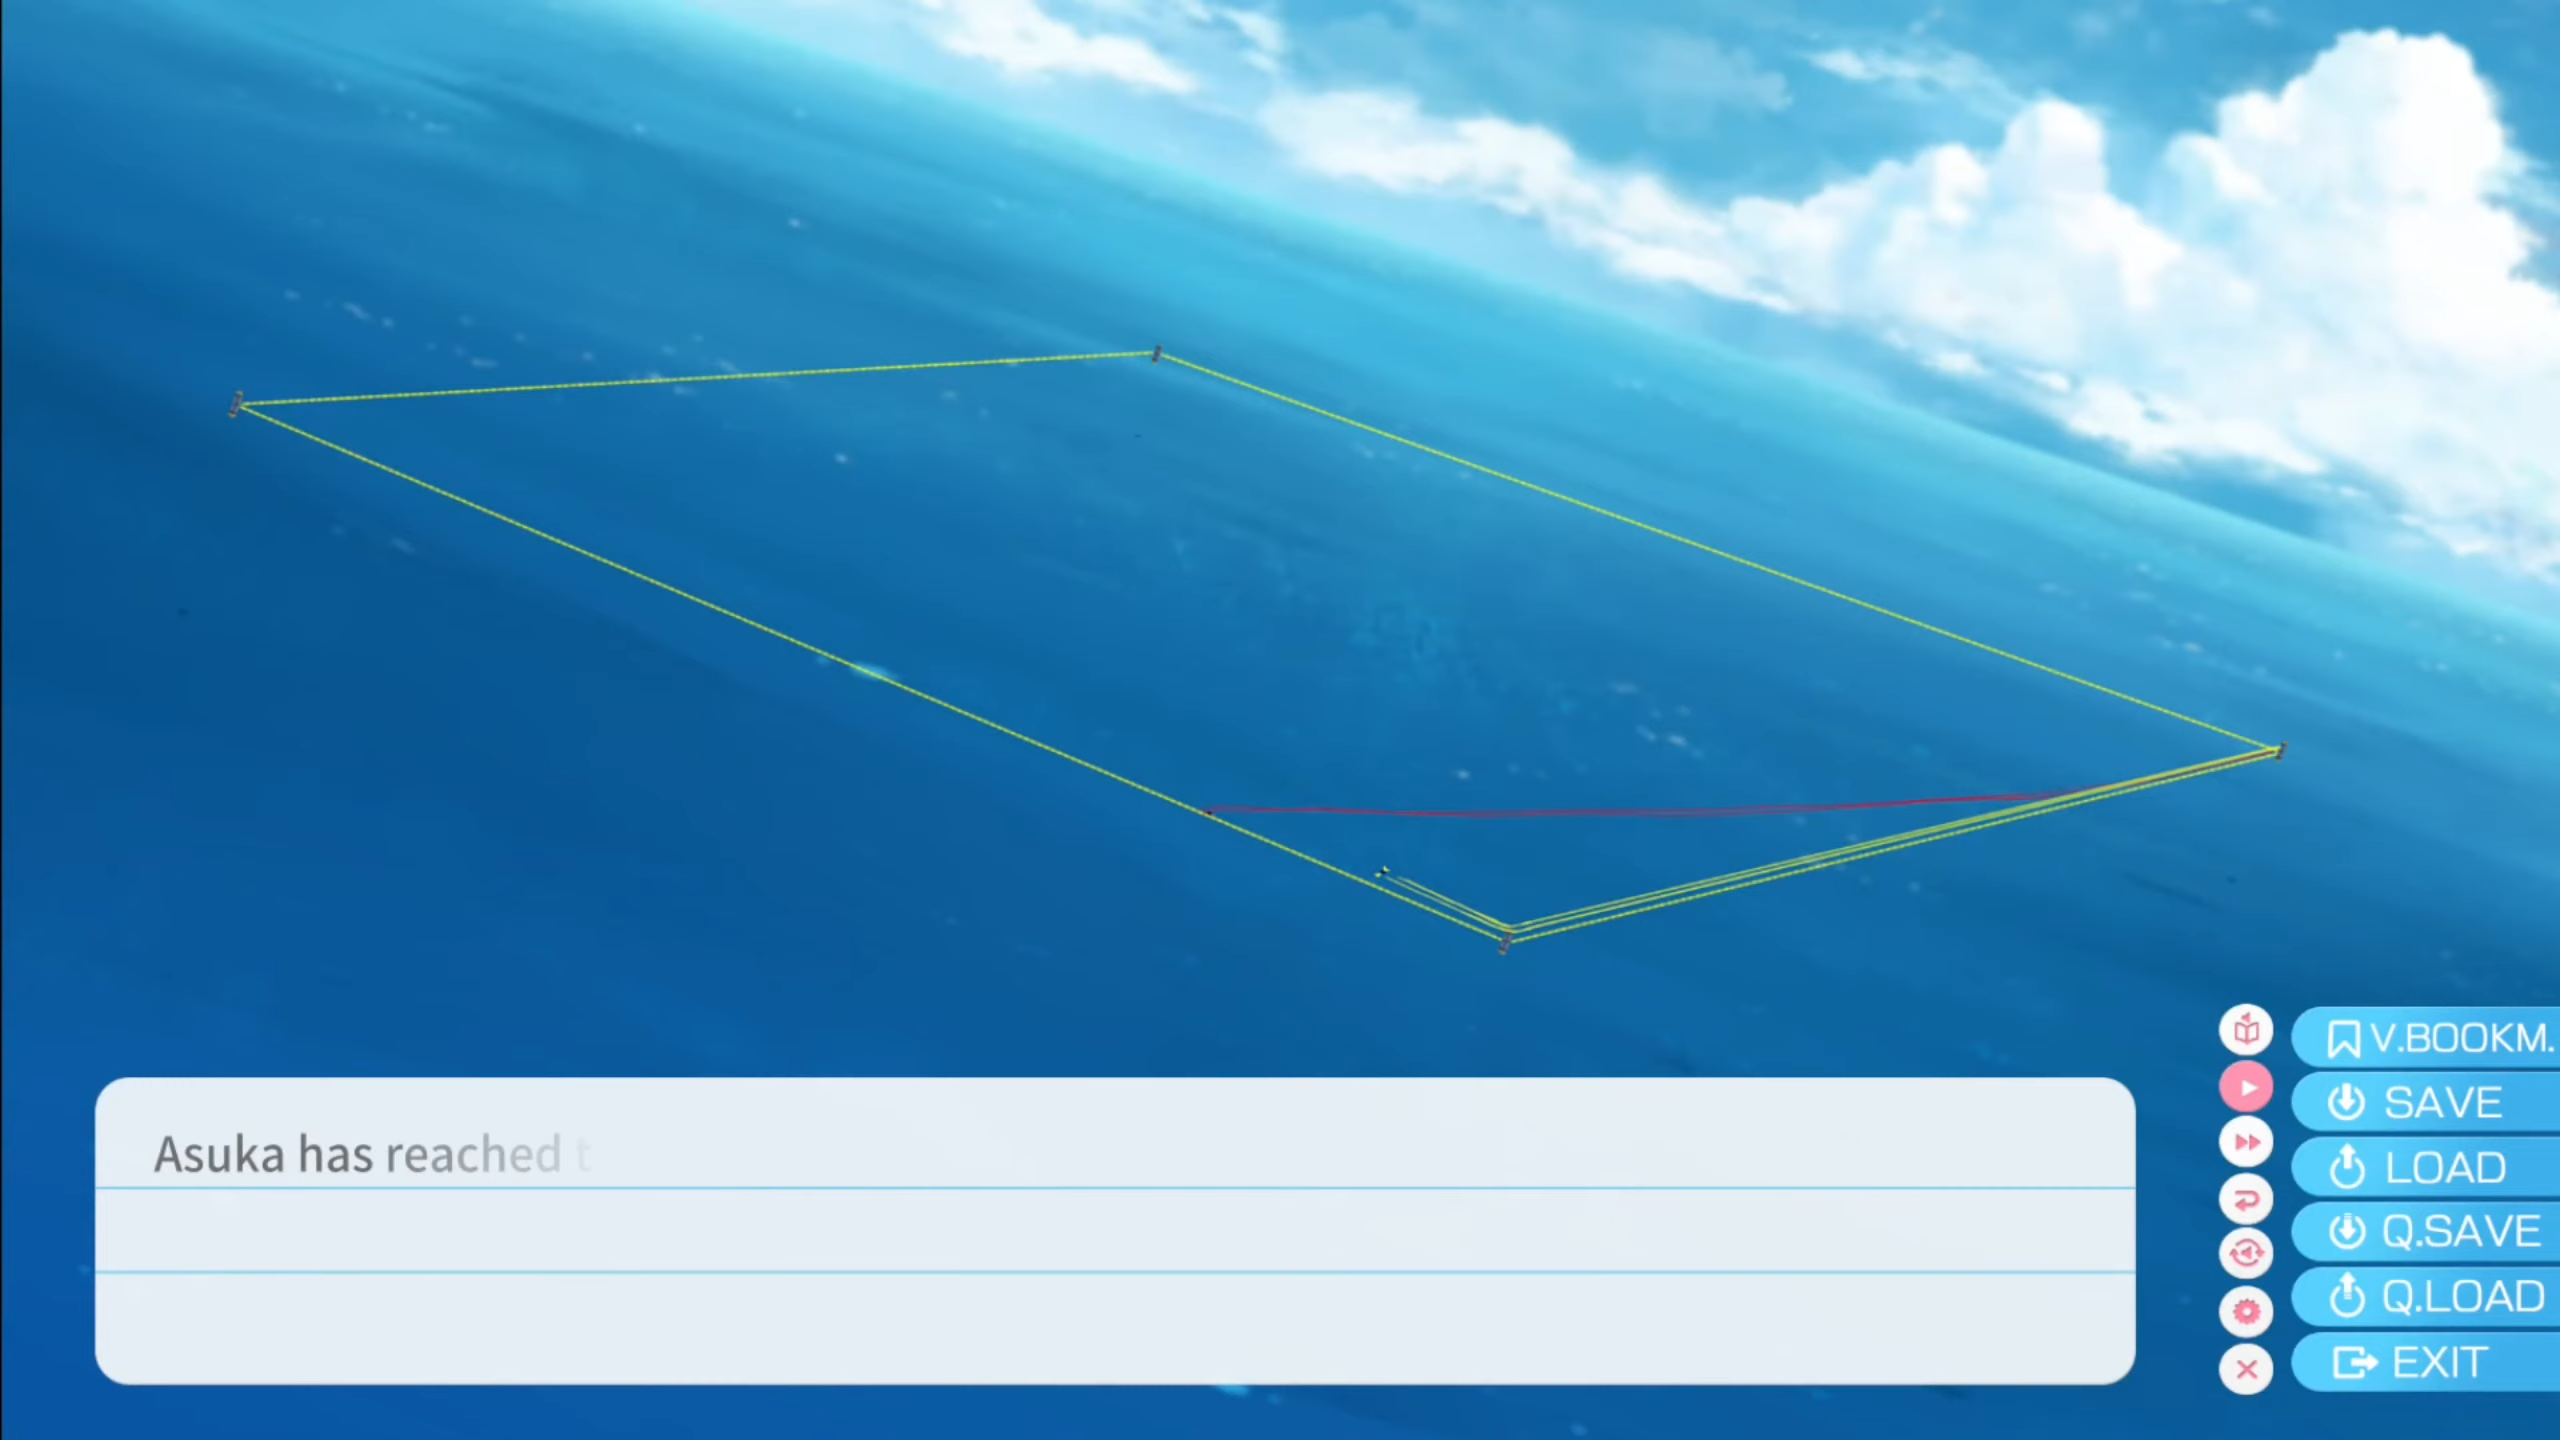 Asuka has reached t
V.BOOKM.
SAVE
LOAD
Q.SAVE
Q.LOAD
EXIT